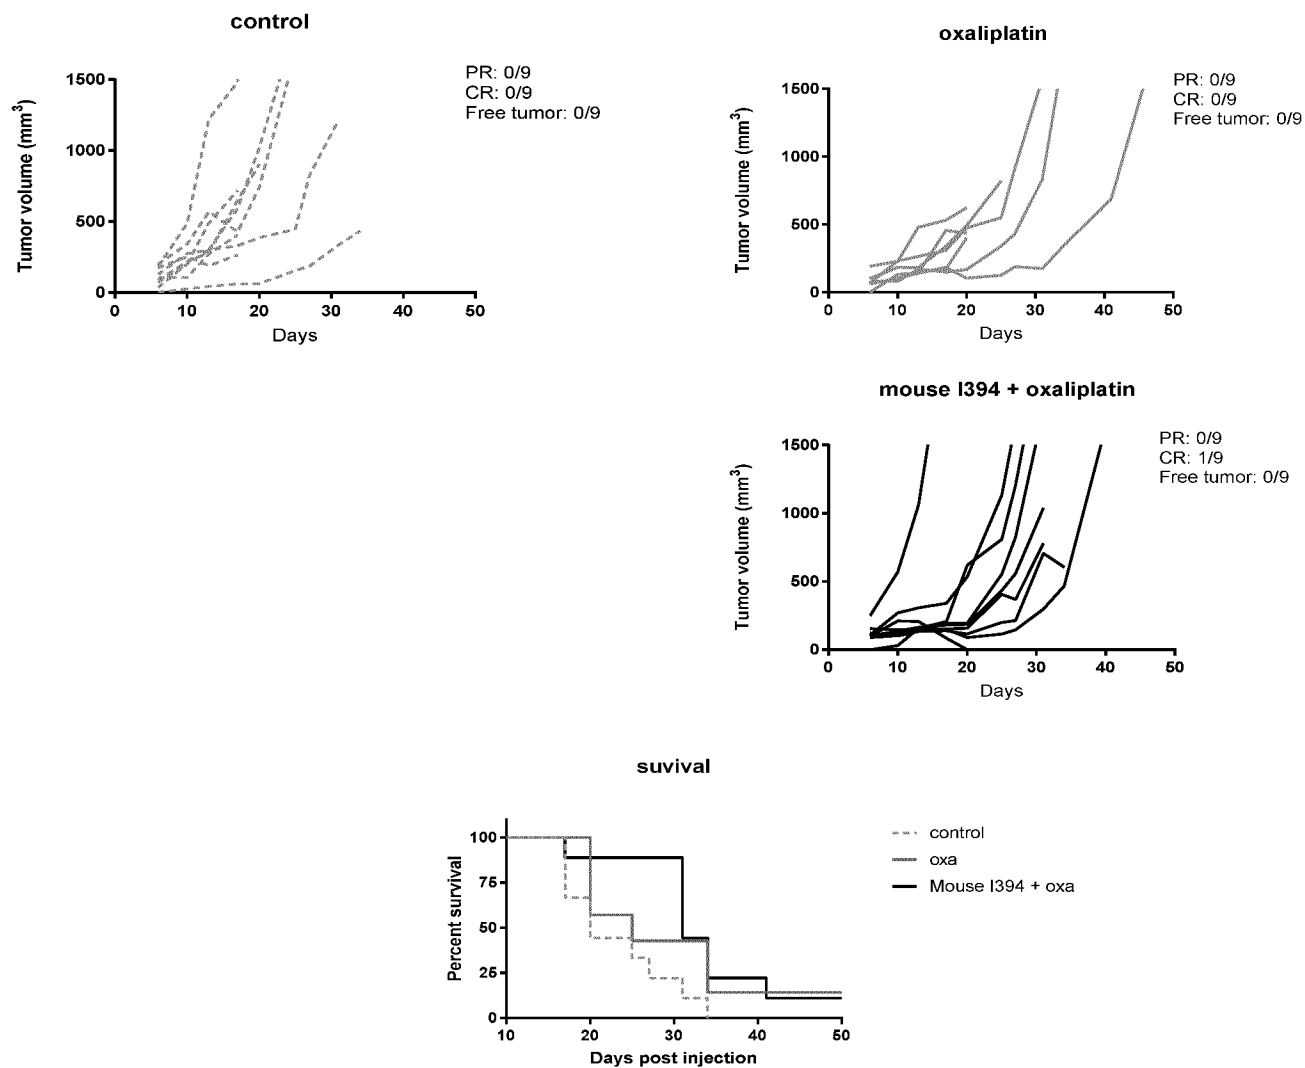 control
PR: 0/9
CR: 0/9
Free tumor: 0/9
Tumor volume (mm3)
1500
1000
500
0
0 10 20 30 40 50
Days
oxaliplatin
PR: 0/9
CR: 0/9
Free tumor: 0/9
Tumor volume (mm3)
1500
1000
500
0
0 10 20 30 40 50
Days
mouse I394 + oxaliplatin
PR: 0/9
CR: 1/9
Free tumor: 0/9
Tumor volume (mm3)
1500
1000
500
0
0 10 20 30 40 50
Days
suvival
Percent survival
100
75
50
25
0
10 20 30 40 50
Days post injection
control
oxa
Mouse I394 + oxa